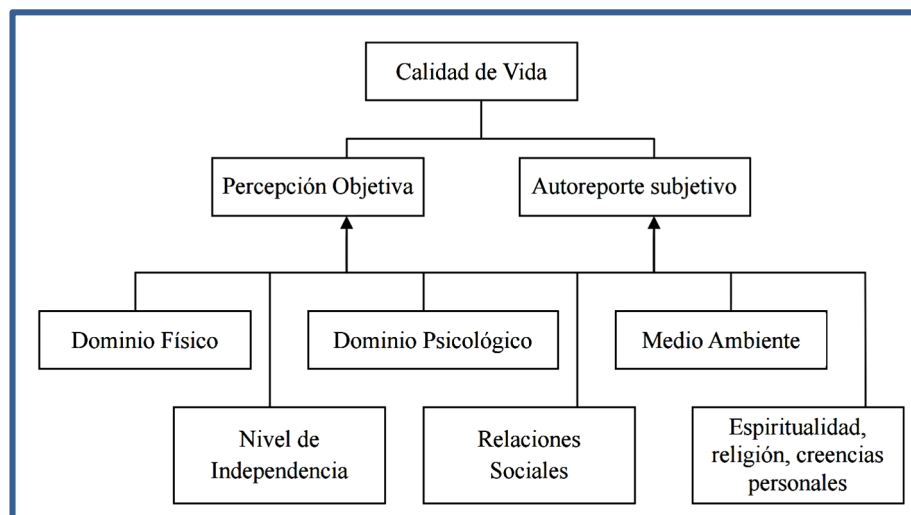 Calidad de Vida
Percepción Objetiva
Autoreporte subjetivo
Dominio Físico
Dominio Psicológico
Medio Ambiente
Nivel de
Independencia
Relaciones
Sociales
Espiritualidad,
religión, creencias
personales